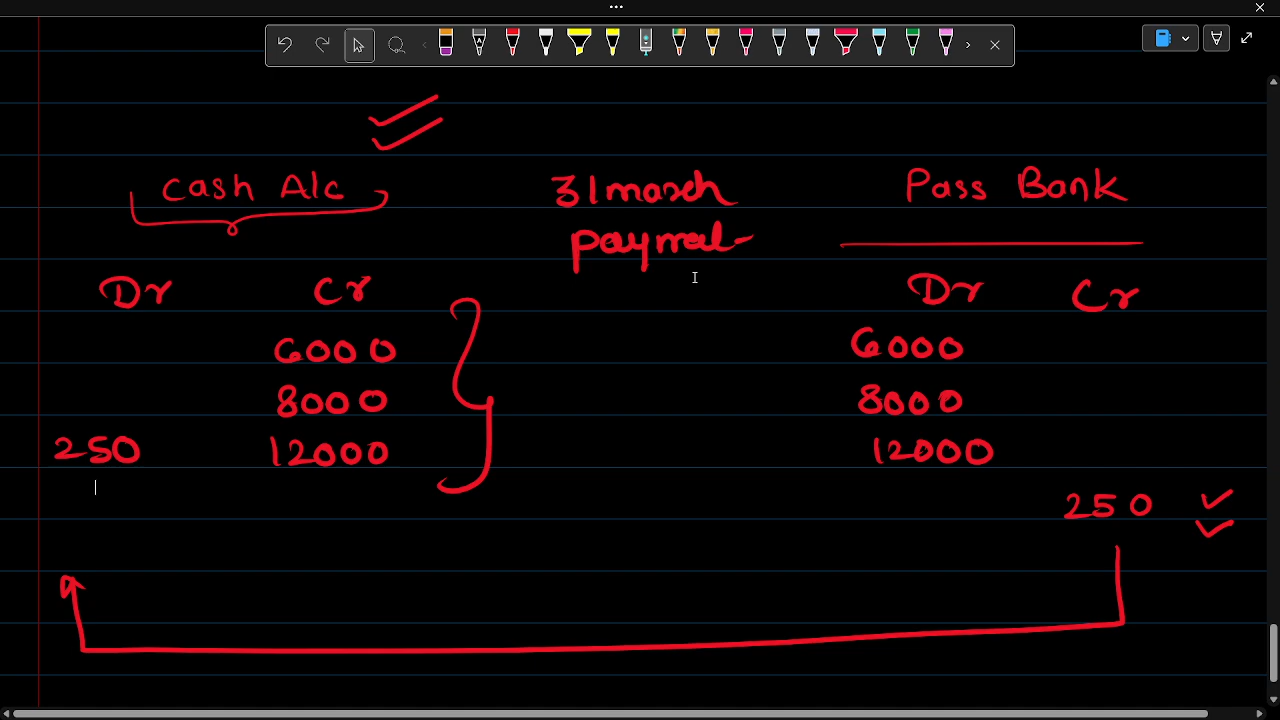 Cash A/c 31 march Pass Bank
payment
Dr Cr Dr Cr
6000 6000
8000 8000
250 12000 12000
250